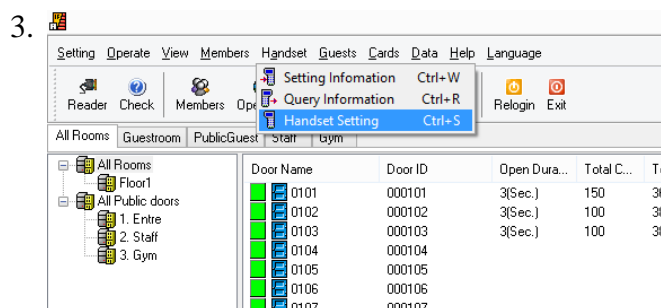 3.
Setting Operate View Members Handset Guests Cards Data Help Language
Setting Infomation Ctrl+W
Query Information Ctrl+R
Handset Setting Ctrl+S
Reader Check Members Ope Relogin Exit
All Rooms Guestroom PublicGuest Staff Gym
All Rooms
Floor1
All Public doors
1. Entre
2. Staff
3. Gym
Door Name Door ID Open Dura... Total C...
0101 000101 3(Sec.) 150
0102 000102 3(Sec.) 100
0103 000103 3(Sec.) 100
0104 000104
0105 000105
0106 000106
0107 000107